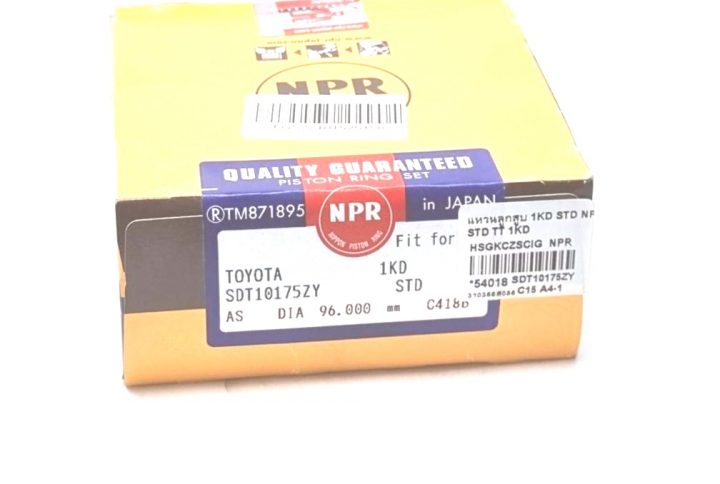 NPR
QUALITY GUARANTEED
PISTON RING SET
®TM871895
NPR
NIPPON PISTON RING
in JAPAN
Fit for
TOYOTA 1KD
SDT10175ZY STD
AS DIA 96.000 mm C418B
แหวนลูกสูบ 1KD STD NP
STD TT 1KD
HSGKCZSCIG NPR
*54018 SDT10175ZY
C15 A4-1